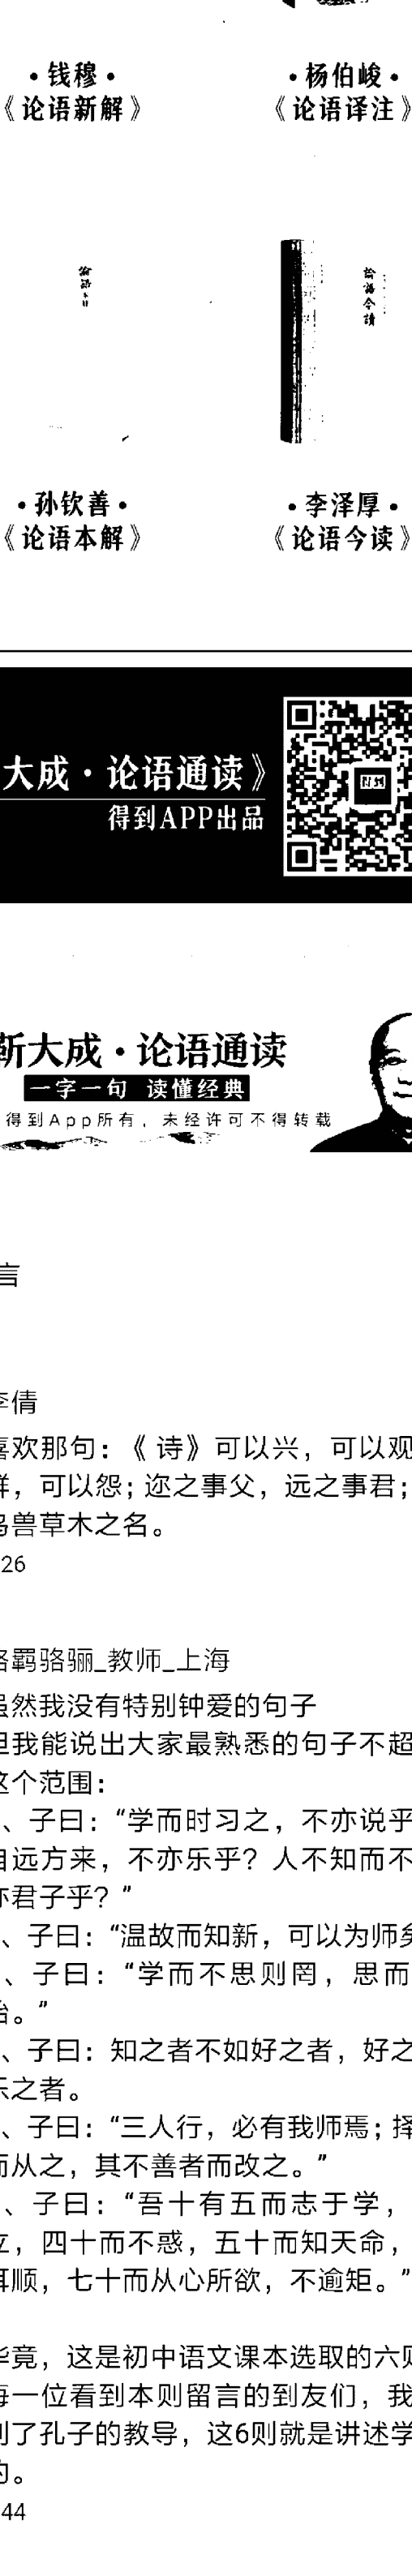 ·钱穆· ·杨伯峻·
《论语新解》 《论语译注》
論語
論語今讀
·孙钦善· ·李泽厚·
《论语本解》 《论语今读》
大成·论语通读》
得到APP出品
新大成·论语通读
一字一句 读懂经典
得到App所有，未经许可不得转载
言
李倩
喜欢那句：《诗》可以兴，可以观
群，可以怨；迩之事父，远之事君；
鸟兽草木之名。
26
骆羁骆骊_教师_上海
虽然我没有特别钟爱的句子
但我能说出大家最熟悉的句子不超
这个范围：
、子曰：“学而时习之，不亦说乎
自远方来，不亦乐乎？人不知而不
亦君子乎？”
、子曰：“温故而知新，可以为师矣
、子曰：“学而不思则罔，思而
殆。”
、子曰：知之者不如好之者，好之
乐之者。
、子曰：“三人行，必有我师焉；择
而从之，其不善者而改之。”
、子曰：“吾十有五而志于学，
立，四十而不惑，五十而知天命，
耳顺，七十而从心所欲，不逾矩。”
毕竟，这是初中语文课本选取的六则
每一位看到本则留言的到友们，我
到了孔子的教导，这6则就是讲述学
的。
44